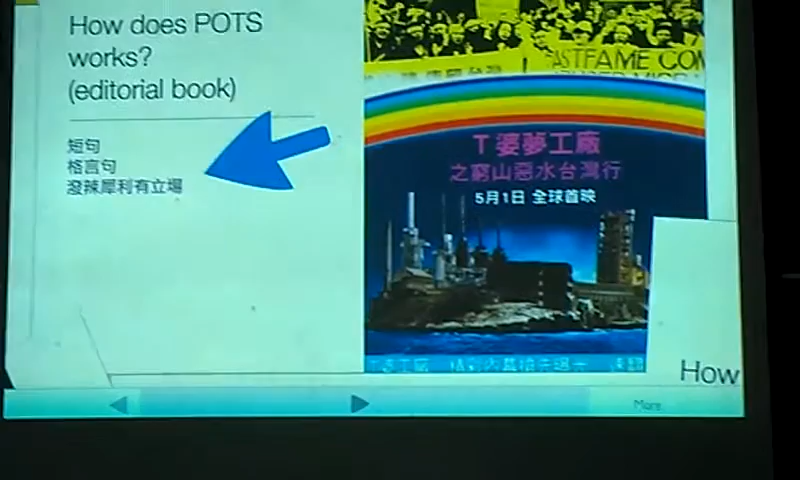 How does POTS
works?
(editorial book)
短句
格言句
潑辣犀利有立場
ASTFAME COM
T婆夢工廠
之窮山惡水台灣行
5月1日 全球首映
How
More